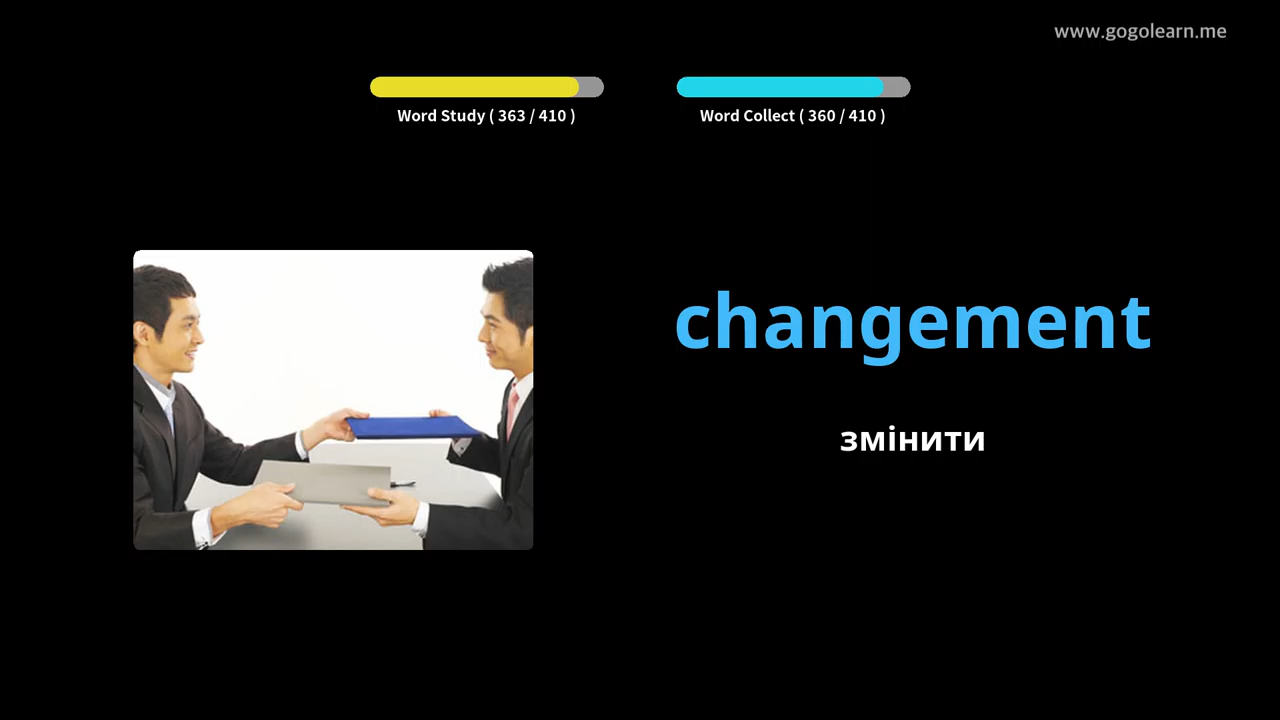 www.gogolearn.me
Word Study ( 363 / 410 )
Word Collect ( 360 / 410 )
changement
змінити